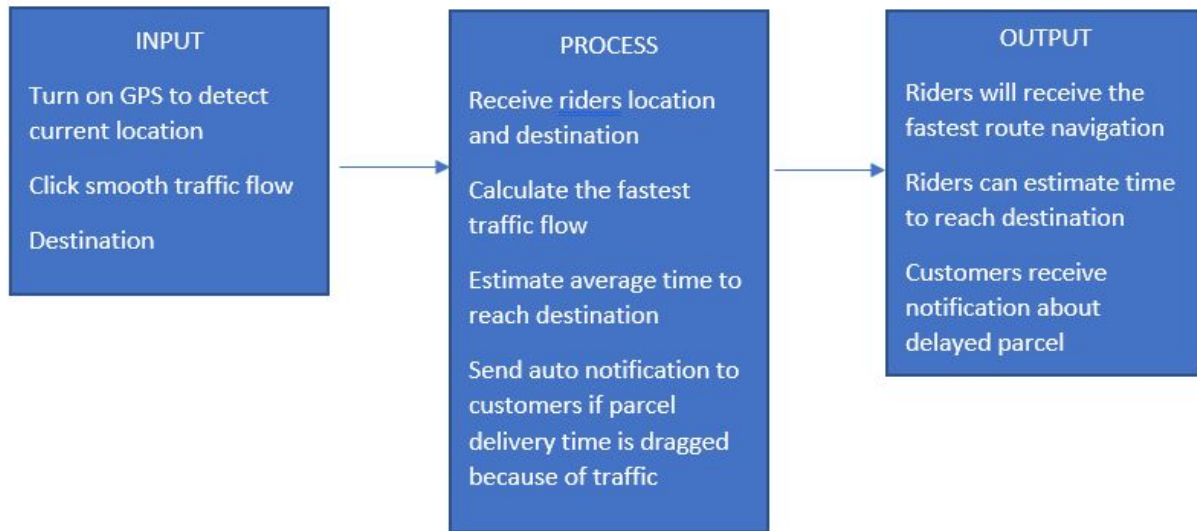 INPUT
Turn on GPS to detect
current location
Click smooth traffic flow
Destination
PROCESS
Receive riders location
and destination
Calculate the fastest
traffic flow
Estimate average time to
reach destination
Send auto notification to
customers if parcel
delivery time is dragged
because of traffic
OUTPUT
Riders will receive the
fastest route navigation
Riders can estimate time
to reach destination
Customers receive
notification about
delayed parcel